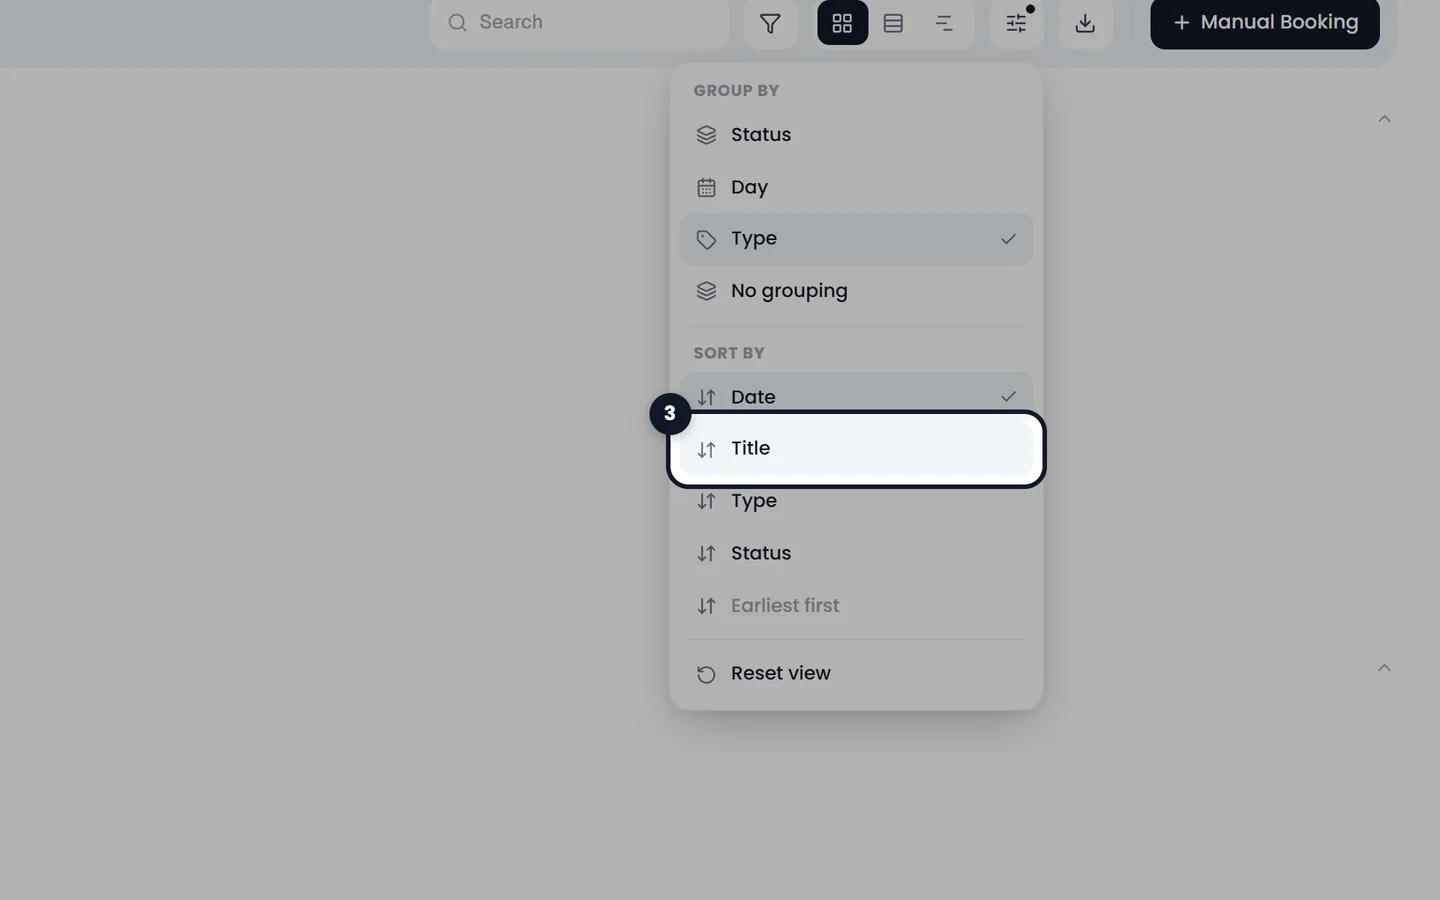 Search
Manual Booking
GROUP BY
Status
Day
Type
No grouping
SORT BY
Date
3
Title
Type
Status
Earliest first
Reset view